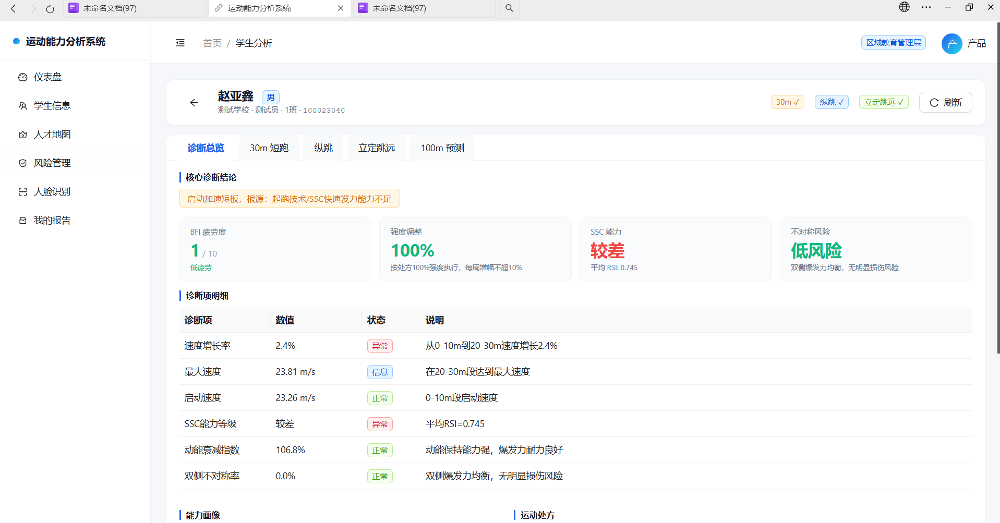 未命名文档(97)
运动能力分析系统
未命名文档(97)
运动能力分析系统
首页 / 学生分析
区域教育管理层
产 产品
仪表盘
学生信息
人才地图
风险管理
人脸识别
我的报告
赵亚鑫 男
测试学校 · 测试员 · 1班 · 100023040
30m ✓ 纵跳 ✓ 立定跳远 ✓ 刷新
诊断总览 30m 短跑 纵跳 立定跳远 100m 预测
核心诊断结论
启动加速短板，根源：起跑技术/SSC快速发力能力不足
BFI 疲劳度
1 / 10
低疲劳
强度调整
100%
按处方100%强度执行，每周增幅不超10%
SSC 能力
较差
平均 RSI: 0.745
不对称风险
低风险
双侧爆发力均衡，无明显损伤风险
诊断项明细
诊断项 数值 状态 说明
速度增长率 2.4% 异常 从0-10m到20-30m速度增长2.4%
最大速度 23.81 m/s 信息 在20-30m段达到最大速度
启动速度 23.26 m/s 正常 0-10m段启动速度
SSC能力等级 较差 异常 平均RSI=0.745
动能衰减指数 106.8% 正常 动能保持能力强，爆发力耐力良好
双侧不对称率 0.0% 正常 双侧爆发力均衡，无明显损伤风险
能力画像 运动处方